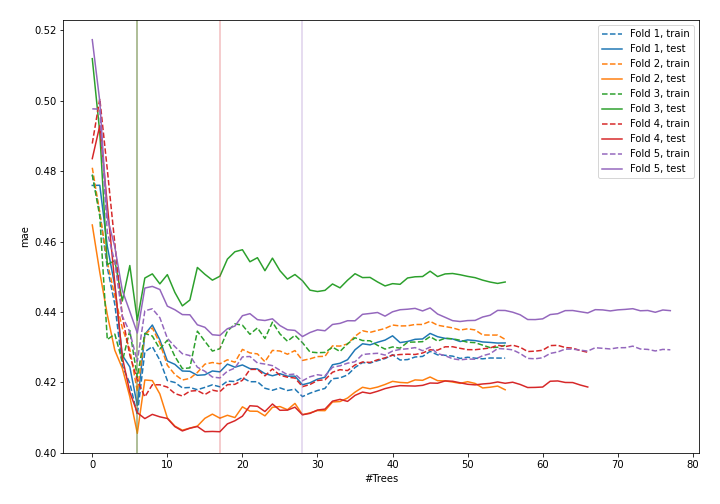 0.52
0.50
0.48
0.46
0.44
0.42
0.40
mae
0 10 20 30 40 50 60 70 80
#Trees
Fold 1, train
Fold 1, test
Fold 2, train
Fold 2, test
Fold 3, train
Fold 3, test
Fold 4, train
Fold 4, test
Fold 5, train
Fold 5, test